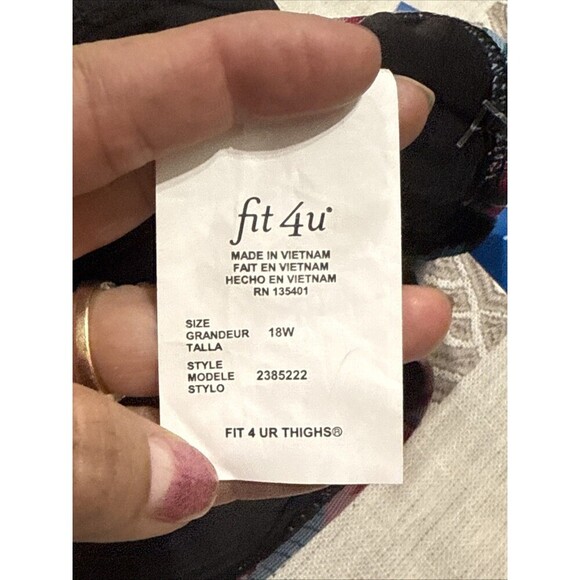 fit 4u®
MADE IN VIETNAM
FAIT EN VIETNAM
HECHO EN VIETNAM
RN 135401
SIZE
GRANDEUR 18W
TALLA
STYLE
MODELE 2385222
STYLO
FIT 4 UR THIGHS®